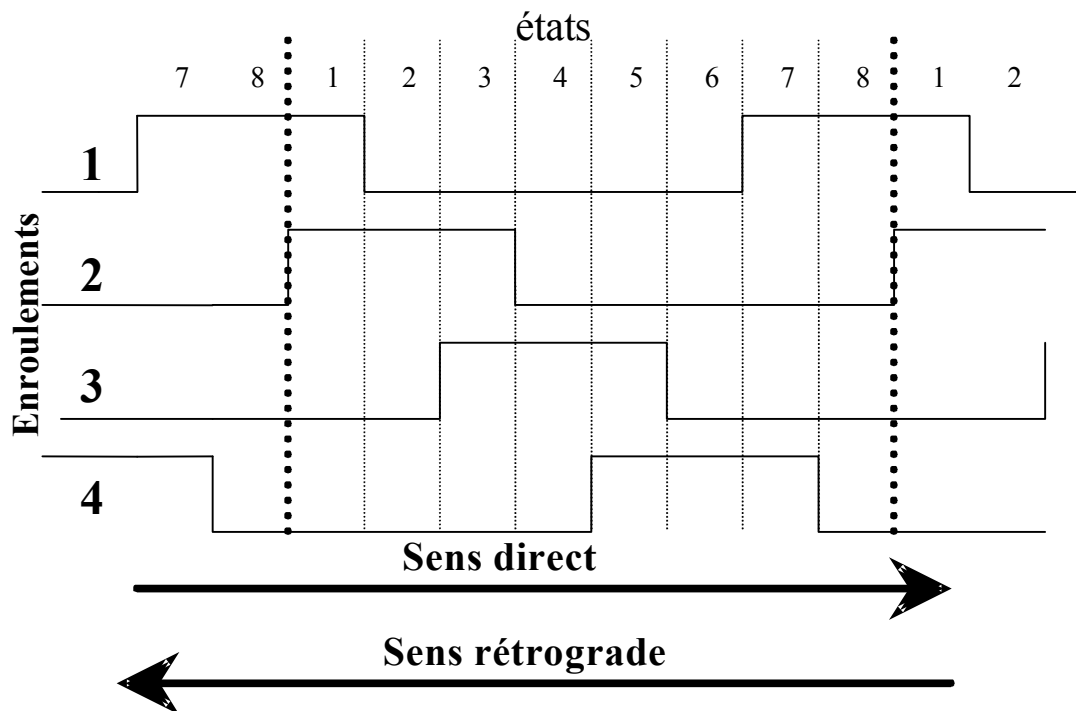 états
7 8 1 2 3 4 5 6 7 8 1 2
Enroulements
1
2
3
4
Sens direct
Sens rétrograde